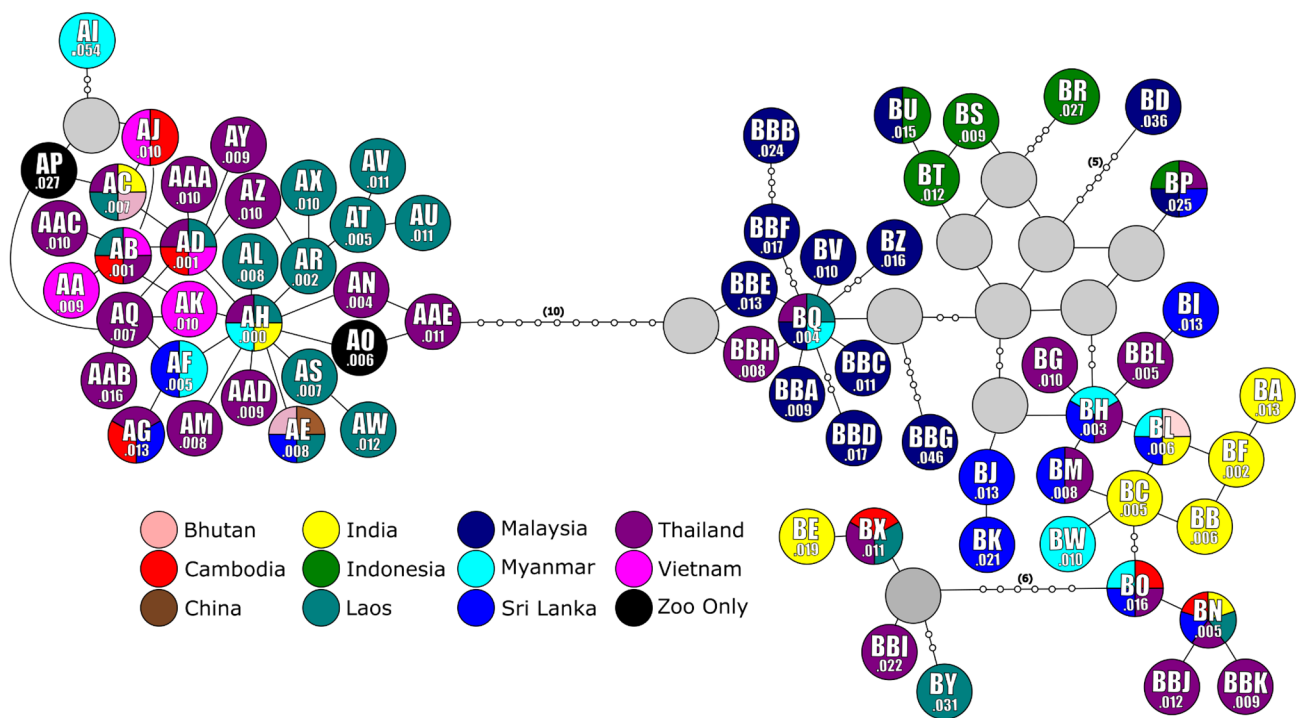 AI
.054
AJ
.010
AP
.027
AC
.007
AAA
.010
AY
.009
AZ
.010
AX
.010
AV
.011
AT
.005
AU
.011
AAC
.010
AB
.001
AD
.001
AL
.008
AR
.002
AA
.009
AK
.010
AN
.004
AQ
.007
AH
.000
AO
.006
AAE
.011
(10)
AF
.005
AAB
.016
AS
.007
AAD
.009
AG
.013
AM
.008
AE
.008
AW
.012
BBB
.024
BU
.015
BS
.009
BR
.027
BD
.036
(5)
BT
.012
BP
.025
BBF
.017
BV
.010
BZ
.016
BBE
.013
BQ
.004
BBH
.008
BBC
.011
BBA
.009
BBD
.017
BBG
.046
BI
.013
BG
.010
BBL
.005
BH
.003
BL
.006
BA
.013
BF
.002
BM
.008
BC
.005
BB
.006
BJ
.013
BK
.021
BW
.010
BE
.019
BX
.011
(6)
BO
.016
BN
.005
BBI
.022
BY
.031
BBJ
.012
BBK
.009
Bhutan
India
Malaysia
Thailand
Cambodia
Indonesia
Myanmar
Vietnam
China
Laos
Sri Lanka
Zoo Only